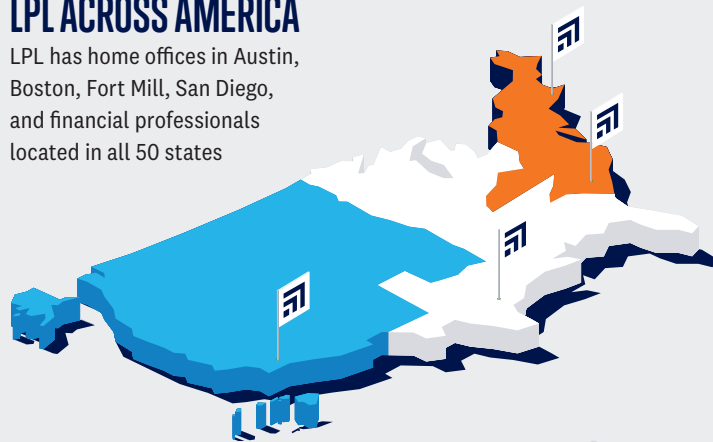 LPL ACROSS AMERICA
LPL has home offices in Austin,
Boston, Fort Mill, San Diego,
and financial professionals
located in all 50 states